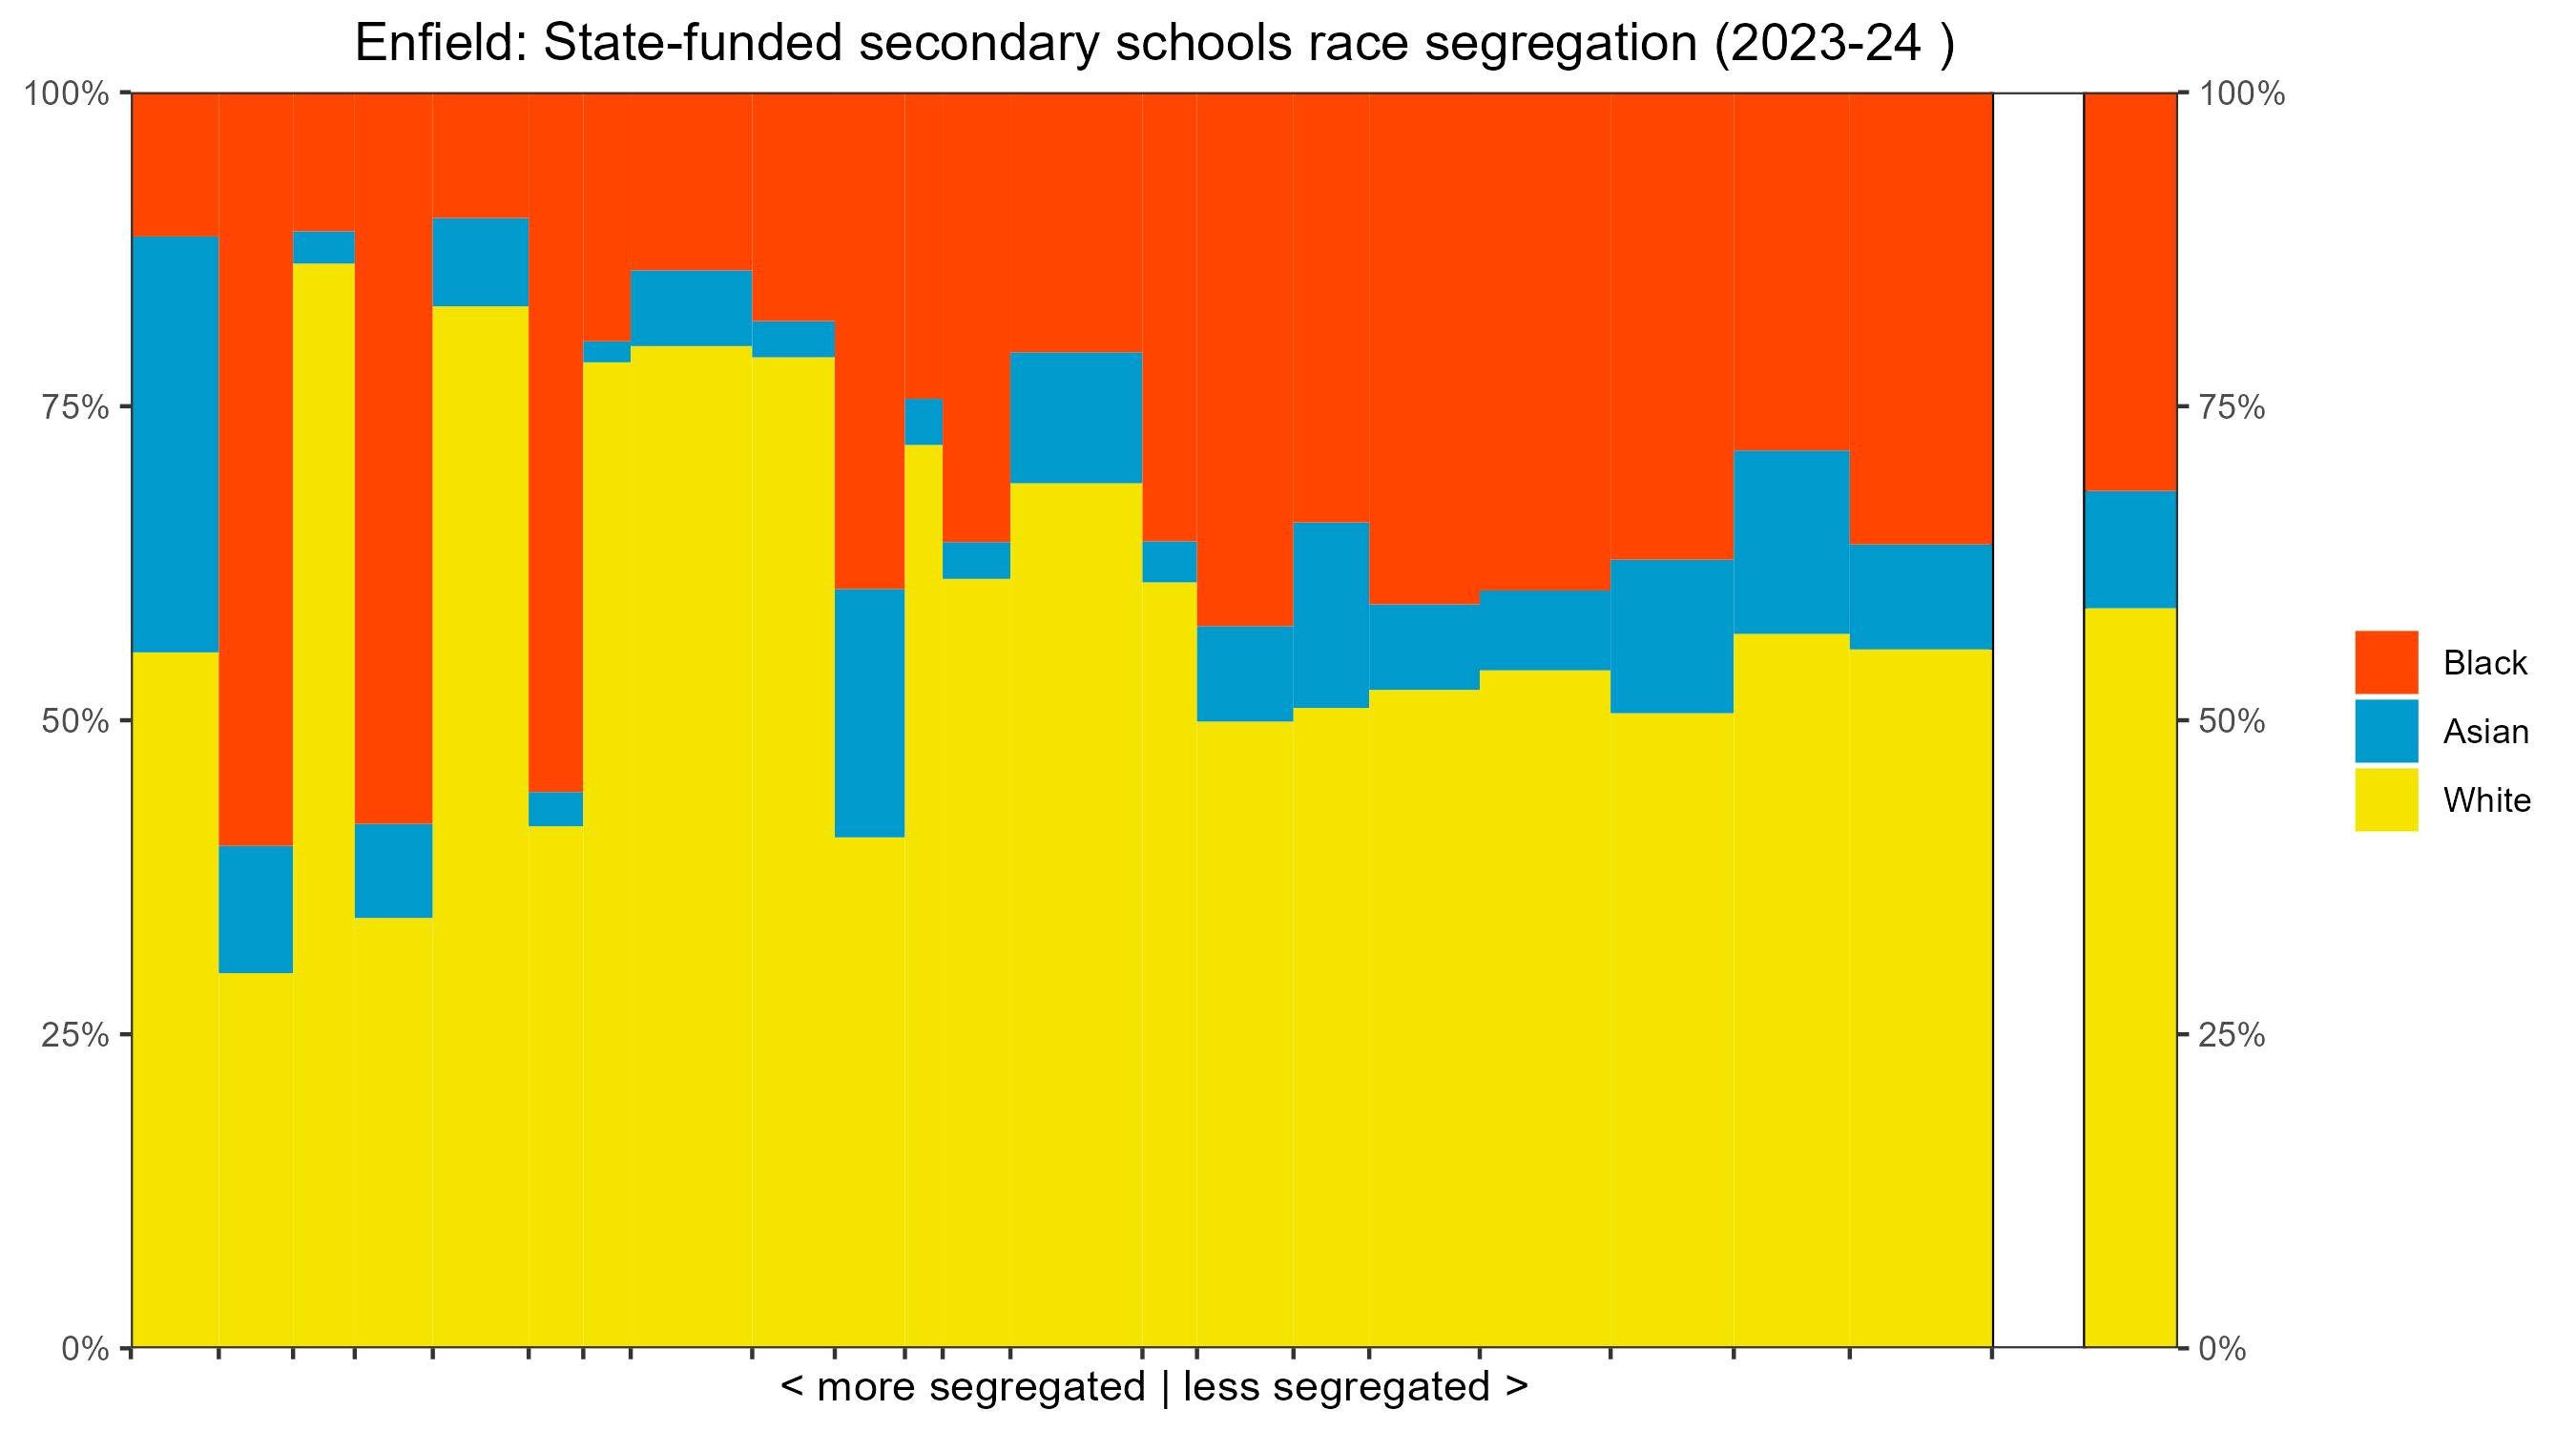 Enfield: State-funded secondary schools race segregation (2023-24 )
100%
75%
50%
25%
0%
100%
75%
50%
25%
0%
Black
Asian
White
< more segregated | less segregated >